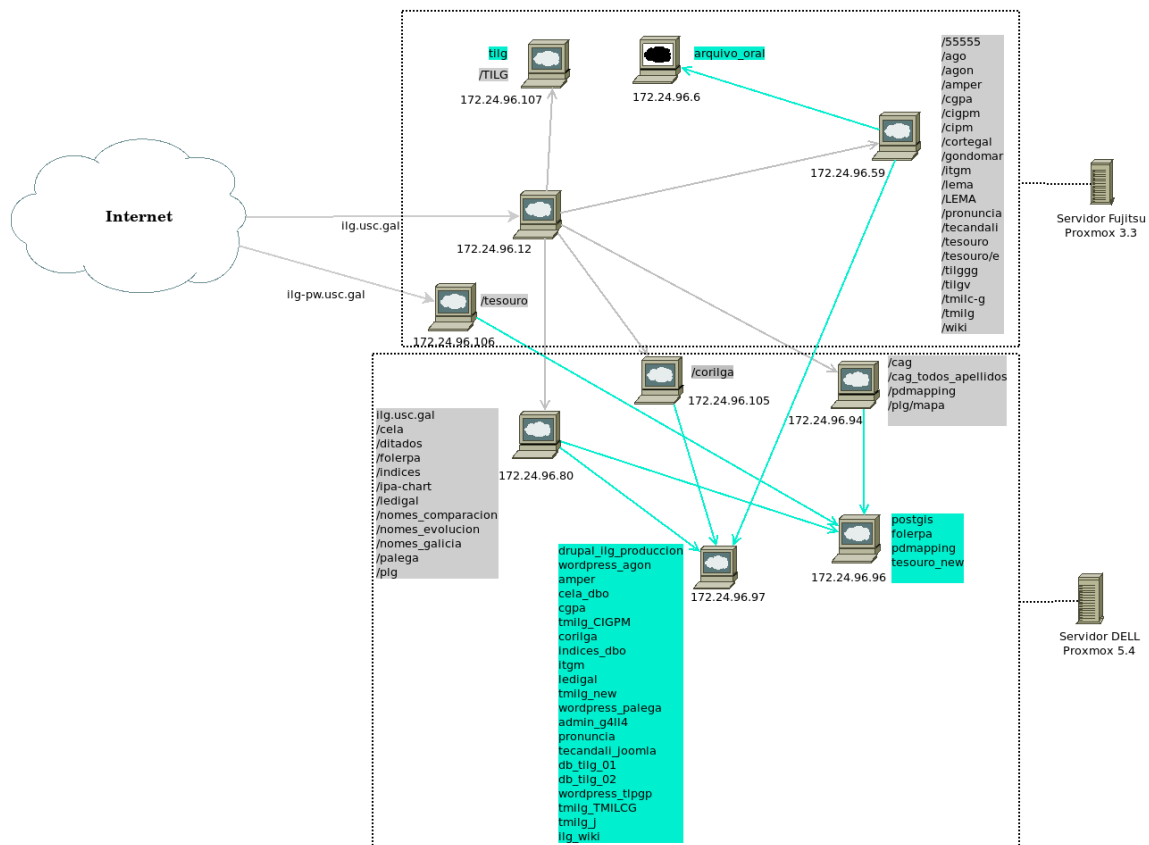 tilg
/TILG
172.24.96.107
arquivo_oral
172.24.96.6
/55555
/ago
/agon
/amper
/cgpa
/cigpm
/cipm
/cortegal
/gondomar
/itgm
/lema
/LEMA
/pronuncia
/tecandali
/tesouro
/tesouro/e
/tilggg
/tilgv
/tmilc-g
/tmilg
/wiki
172.24.96.59
Servidor Fujitsu
Proxmox 3.3
Internet
ilg.usc.gal
172.24.96.12
ilg-pw.usc.gal
/tesouro
172.24.96.106
/corilga
172.24.96.105
/cag
/cag_todos_apellidos
/pdmapping
/plg/mapa
172.24.96.94
ilg.usc.gal
/cela
/ditados
/folerpa
/indices
/ipa-chart
/ledigal
/nomes_comparacion
/nomes_evolucion
/nomes_galicia
/palega
/plg
172.24.96.80
postgis
folerpa
pdmapping
tesouro_new
172.24.96.96
172.24.96.97
drupal_ilg_produccion
wordpress_agon
amper
cela_dbo
cgpa
tmilg_CIGPM
corilga
indices_dbo
itgm
ledigal
tmilg_new
wordpress_palega
admin_g4il4
pronuncia
tecandali_joomla
db_tilg_01
db_tilg_02
wordpress_tlpgp
tmilg_TMILCG
tmilg_j
ilg_wiki
Servidor DELL
Proxmox 5.4